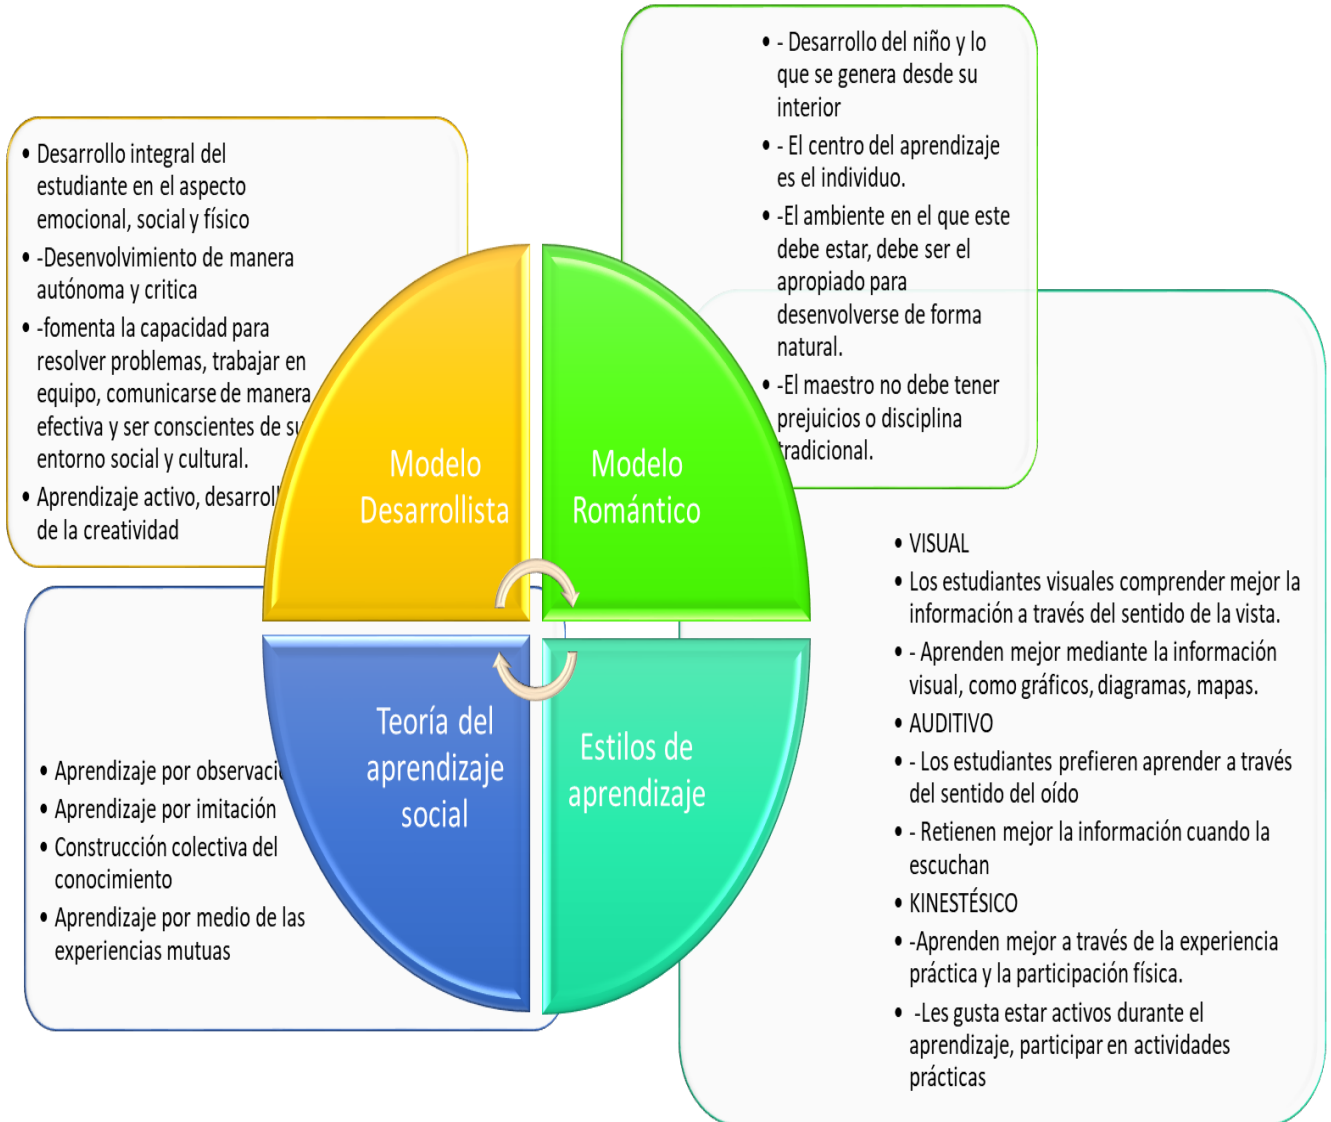 • Desarrollo integral del
estudiante en el aspecto
emocional, social y físico
• -Desenvolvimiento de manera
autónoma y critica
• -fomenta la capacidad para
resolver problemas, trabajar en
equipo, comunicarse de manera
efectiva y ser conscientes de su
entorno social y cultural.
• Aprendizaje activo, desarroll
de la creatividad
Modelo
Desarrollista
• - Desarrollo del niño y lo
que se genera desde su
interior
• - El centro del aprendizaje
es el individuo.
• -El ambiente en el que este
debe estar, debe ser el
apropiado para
desenvolverse de forma
natural.
• -El maestro no debe tener
prejuicios o disciplina
tradicional.
Modelo
Romántico
• Aprendizaje por observaci
• Aprendizaje por imitación
• Construcción colectiva del
conocimiento
• Aprendizaje por medio de las
experiencias mutuas
Teoría del
aprendizaje
social
Estilos de
aprendizaje
• VISUAL
• Los estudiantes visuales comprender mejor la
información a través del sentido de la vista.
• - Aprenden mejor mediante la información
visual, como gráficos, diagramas, mapas.
• AUDITIVO
• - Los estudiantes prefieren aprender a través
del sentido del oído
• - Retienen mejor la información cuando la
escuchan
• KINESTÉSICO
• -Aprenden mejor a través de la experiencia
práctica y la participación física.
• -Les gusta estar activos durante el
aprendizaje, participar en actividades
prácticas